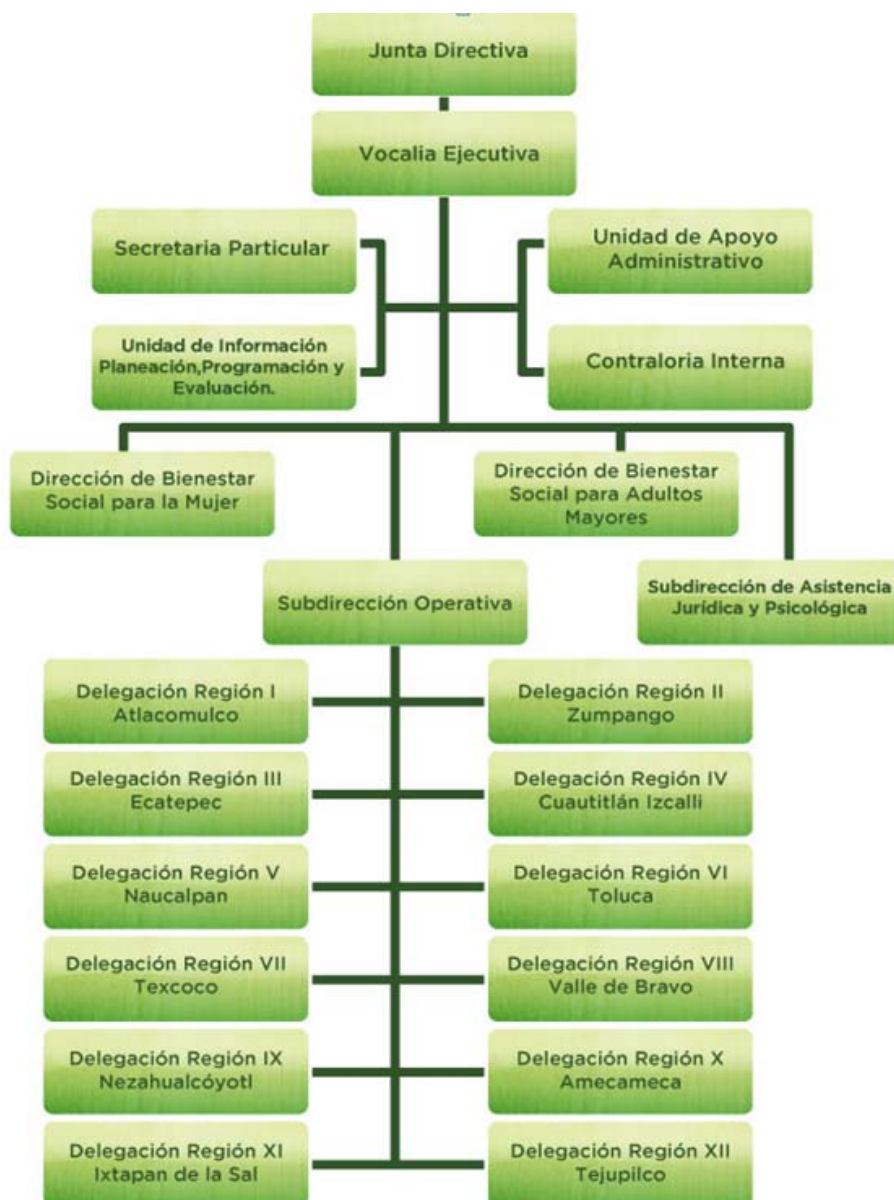 Junta Directiva
Vocalia Ejecutiva
Secretaria Particular
Unidad de Apoyo
Administrativo
Unidad de Información
Planeación,Programación y
Evaluación.
Contraloria Interna
Dirección de Bienestar
Social para la Mujer
Dirección de Bienestar
Social para Adultos
Mayores
Subdirección Operativa
Subdirección de Asistencia
Jurídica y Psicológica
Delegación Región I
Atlacomulco
Delegación Región II
Zumpango
Delegación Región III
Ecatepec
Delegación Región IV
Cuautitlán Izcalli
Delegación Región V
Naucalpan
Delegación Región VI
Toluca
Delegación Región VII
Texcoco
Delegación Región VIII
Valle de Bravo
Delegación Región IX
Nezahualcóyotl
Delegación Región X
Amecameca
Delegación Región XI
Ixtapan de la Sal
Delegación Región XII
Tejupilco